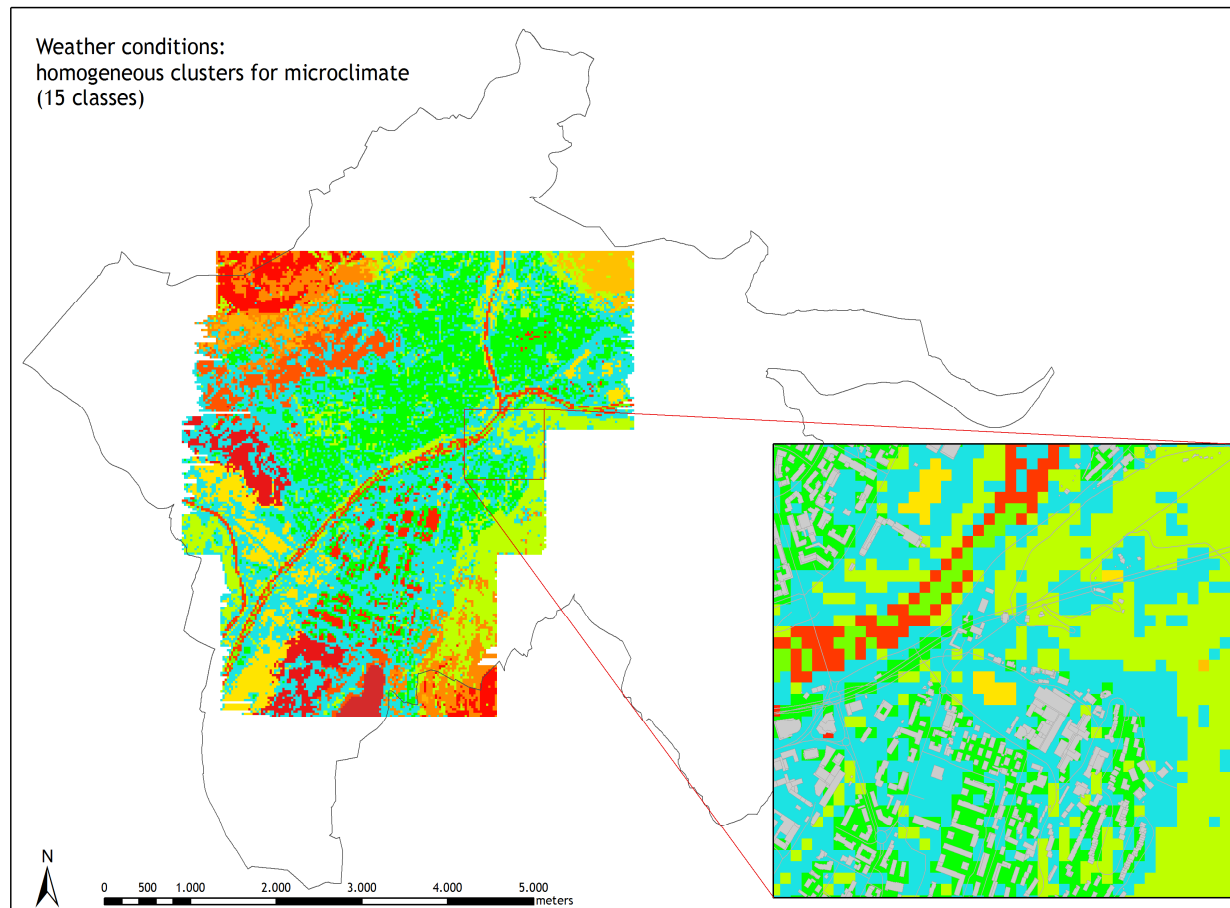 Weather conditions:
homogeneous clusters for microclimate
(15 classes)
N
0 500 1.000 2.000 3.000 4.000 5.000
meters